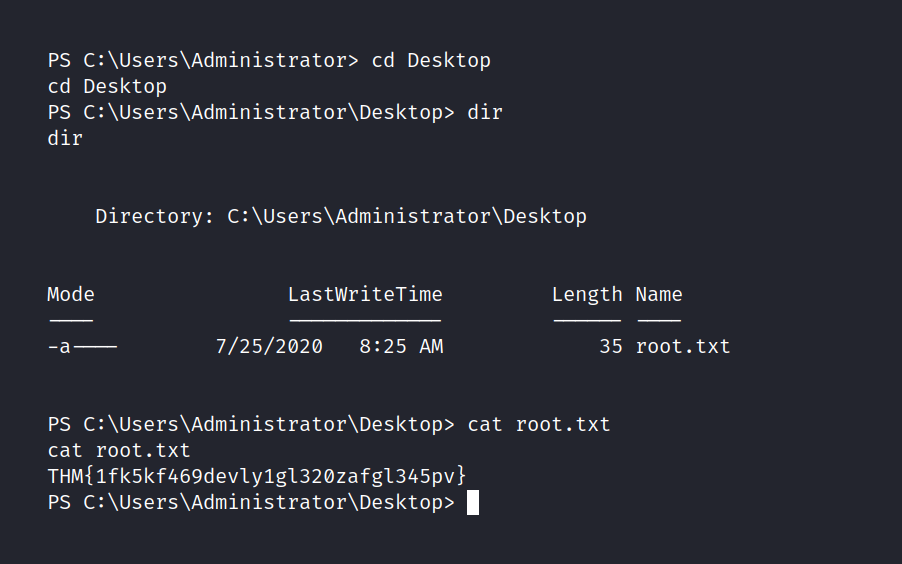 PS C:\Users\Administrator> cd Desktop
cd Desktop
PS C:\Users\Administrator\Desktop> dir
dir
Directory: C:\Users\Administrator\Desktop
Mode LastWriteTime Length Name
---- ------------- ------ ----
-a---- 7/25/2020 8:25 AM 35 root.txt
PS C:\Users\Administrator\Desktop> cat root.txt
cat root.txt
THM{1fk5kf469devly1gl320zafgl345pv}
PS C:\Users\Administrator\Desktop>